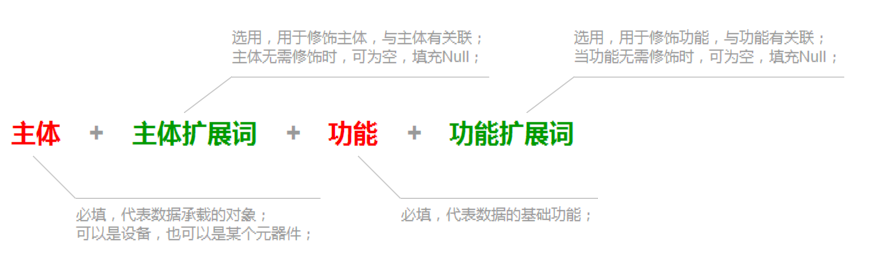 选用，用于修饰主体，与主体有关联；
主体无需修饰时，可为空，填充Null；
选用，用于修饰功能，与功能有关联；
当功能无需修饰时，可为空，填充Null；
主体 + 主体扩展词 + 功能 + 功能扩展词
必填，代表数据承载的对象；
可以是设备，也可以是某个元器件；
必填，代表数据的基础功能；